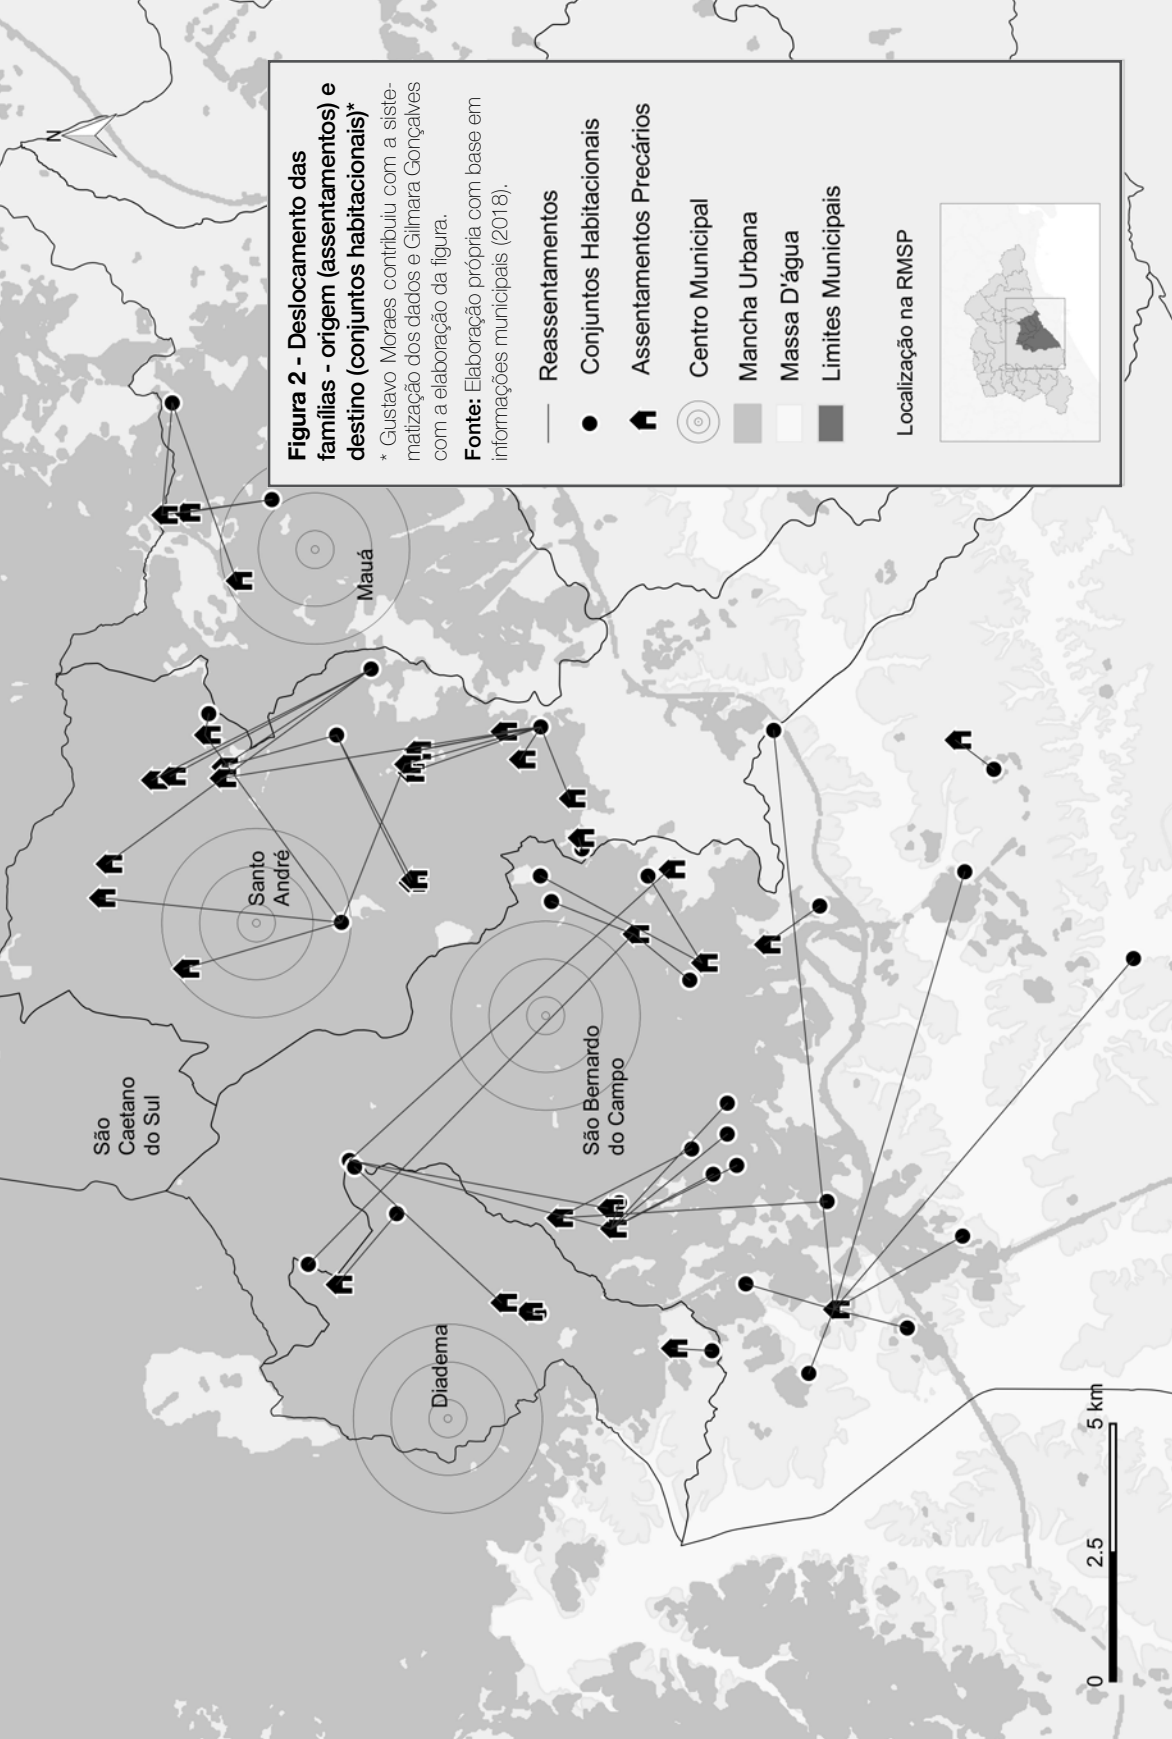 Figura 2 - Deslocamento das
famílias - origem (assentamentos) e
destino (conjuntos habitacionais)*
* Gustavo Moraes contribuiu com a siste-
matização dos dados e Gilmara Gonçalves
com a elaboração da figura.
Fonte: Elaboração própria com base em
informações municipais (2018).
Reassentamentos
Conjuntos Habitacionais
Assentamentos Precários
Centro Municipal
Mancha Urbana
Massa D'água
Limites Municipais
Localização na RMSP
N
São
Caetano
do Sul
Santo
André
Mauá
Diadema
São Bernardo
do Campo
0 2.5 5 km